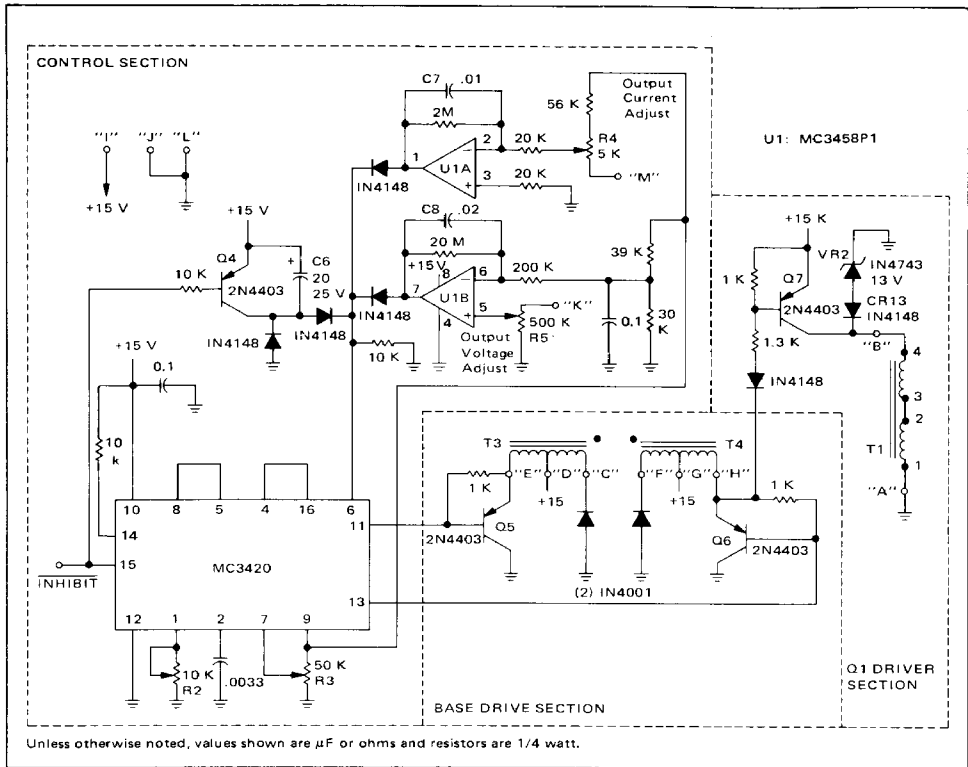 CONTROL SECTION
C7 .01
2M
Output
Current
Adjust
56 K
R4
5 K
"M"
"I" "J" "L"
+15 V
2
20 K
1
U1A
3
20 K
IN4148
U1: MC3458P1
+15 V
Q4
C6
20
25 V
10 K
2N4403
IN4148
IN4148
C8 .02
20 M
+15V
8
6
200 K
7
U1B
5
4
IN4148
"K"
500 K
R5
Output
Voltage
Adjust
10 K
39 K
0.1
30
K
+15 K
VR2
IN4743
13 V
1 K
Q7
2N4403
CR13
IN4148
1.3 K
"B"
IN4148
4
3
2
T1
1
"A"
+15 V
0.1
10
k
10 8 5 4 16 6
14
15
INHIBIT
MC3420
11
13
12 1 2 7 9
10 K
R2
.0033
50 K
R3
T3
T4
"E" "D" "C"
"F" "G" "H"
1 K
+15
+15
1 K
Q5
2N4403
Q6
2N4403
(2) IN4001
BASE DRIVE SECTION
Q1 DRIVER
SECTION
Unless otherwise noted, values shown are μF or ohms and resistors are 1/4 watt.